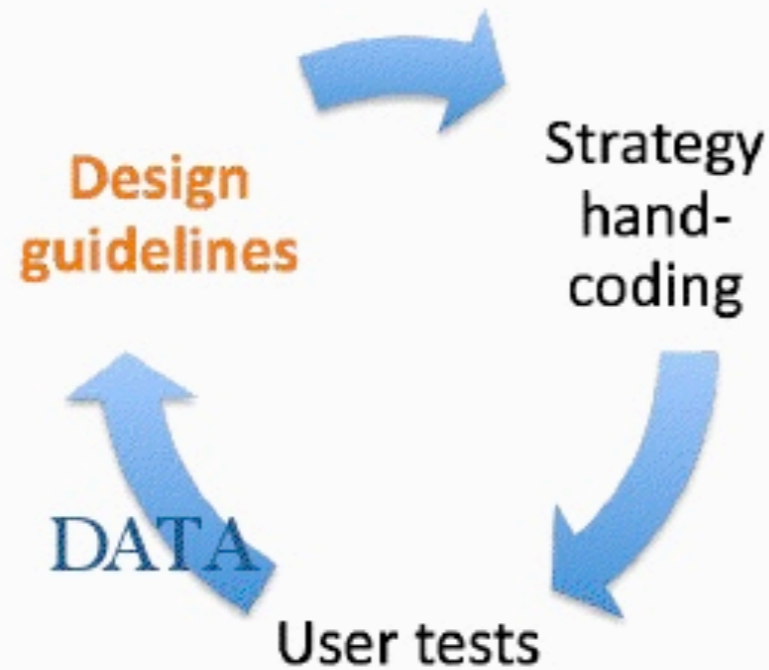 Design
guidelines
Strategy
hand-
coding
DATA
User tests